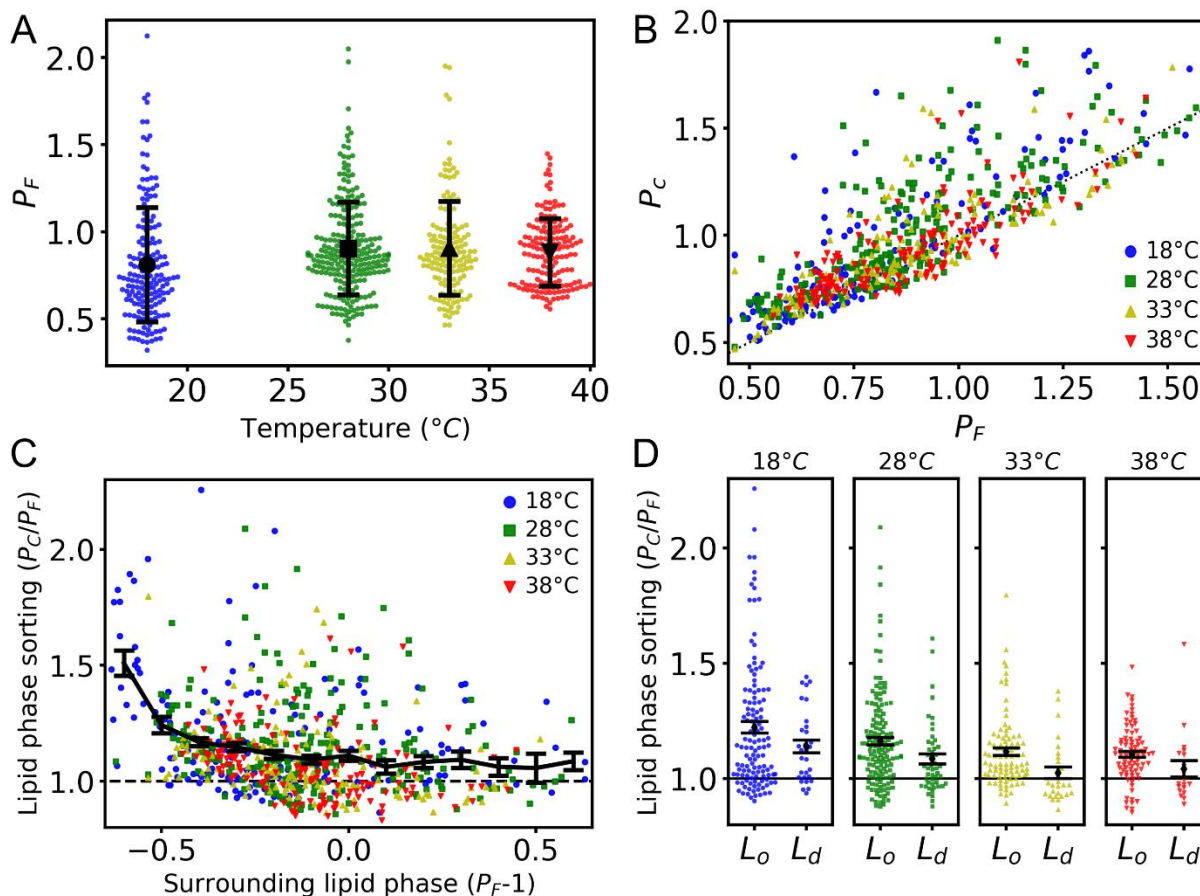 A
P_F
2.0
1.5
1.0
0.5
20
25
30
35
40
Temperature (°C)
B
P_c
2.0
1.5
1.0
0.5
18°C
28°C
33°C
38°C
0.50
0.75
1.00
1.25
1.50
P_F
C
Lipid phase sorting (P_C/P_F)
2.0
1.5
1.0
18°C
28°C
33°C
38°C
−0.5
0.0
0.5
Surrounding lipid phase (P_F-1)
D
18°C
28°C
33°C
38°C
Lipid phase sorting (P_C/P_F)
2.0
1.5
1.0
L_o L_d
L_o L_d
L_o L_d
L_o L_d